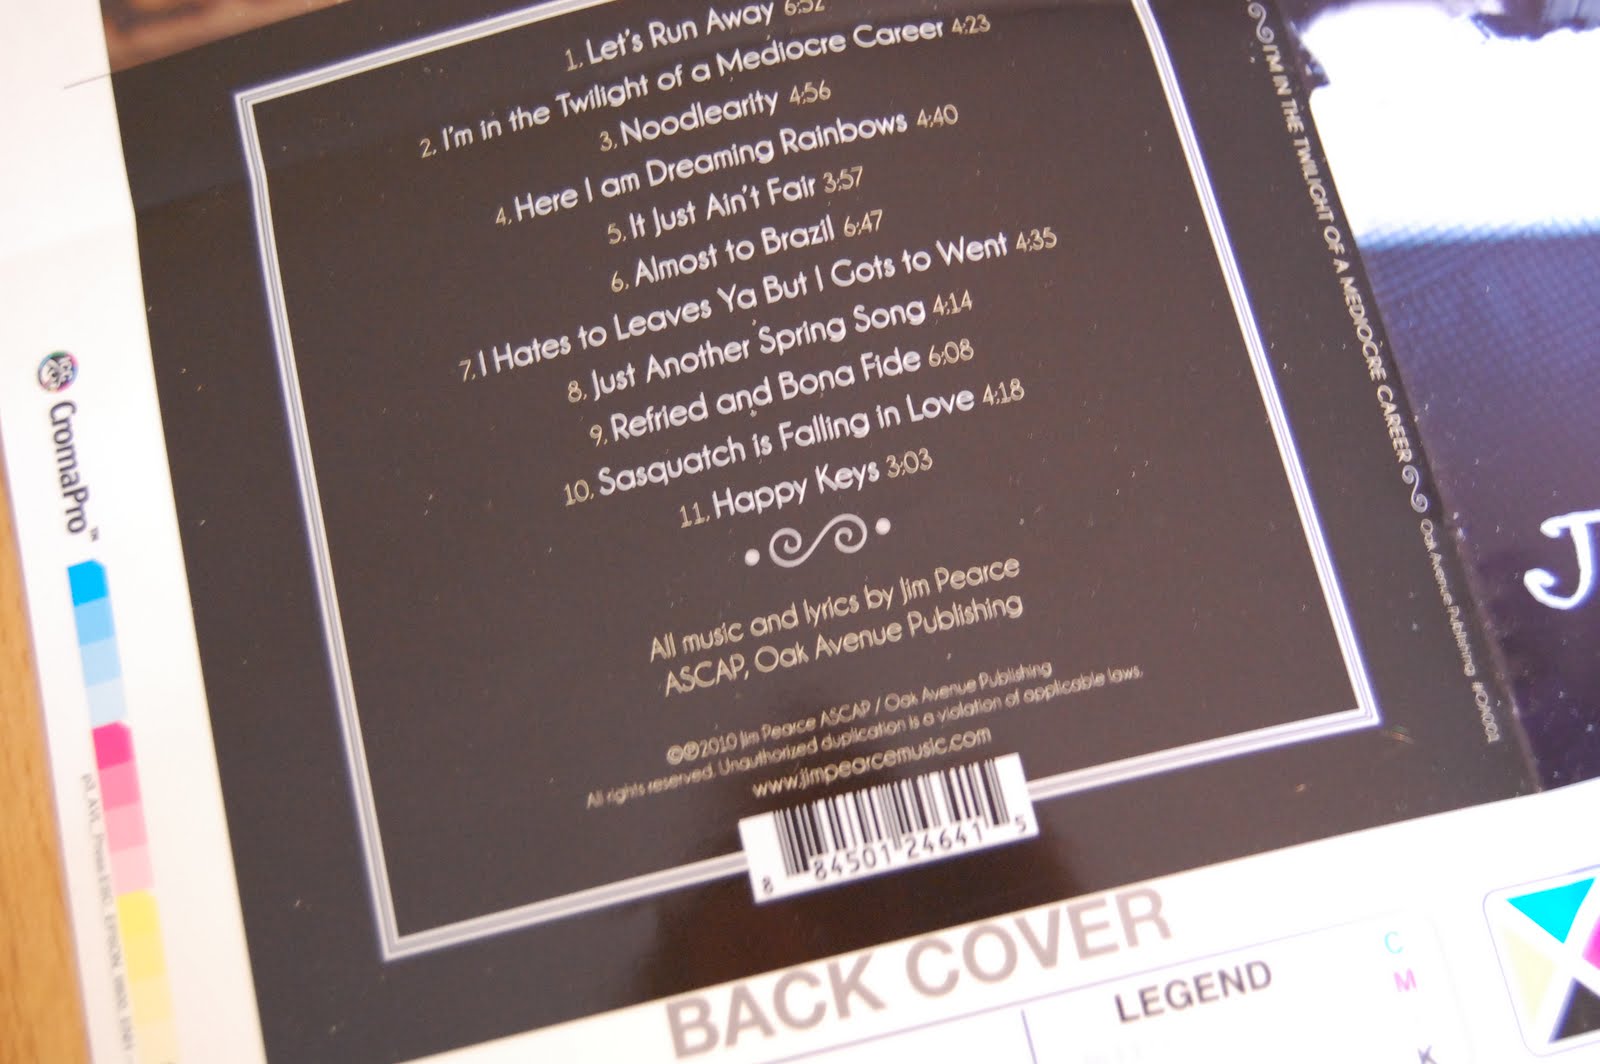 1. Let's Run Away 6:52
2. I'm in the Twilight of a Mediocre Career 4:23
3. Noodlearity 4:56
4. Here I am Dreaming Rainbows 4:40
5. It Just Ain't Fair 3:57
6. Almost to Brazil 6:47
7. I Hates to Leaves Ya But I Gots to Went 4:35
8. Just Another Spring Song 4:14
9. Refried and Bona Fide 6:08
10. Sasquatch is Falling in Love 4:18
11. Happy Keys 3:03
All music and lyrics by Jim Pearce
ASCAP, Oak Avenue Publishing
©℗2010 Jim Pearce ASCAP / Oak Avenue Publishing
All rights reserved. Unauthorized duplication is a violation of applicable laws.
www.jimpearcemusic.com
8 84501 24641 5
I'M IN THE TWILIGHT OF A MEDIOCRE CAREER Oak Avenue Publishing
J
CromaPro™
BACK COVER
LEGEND
C
M
K